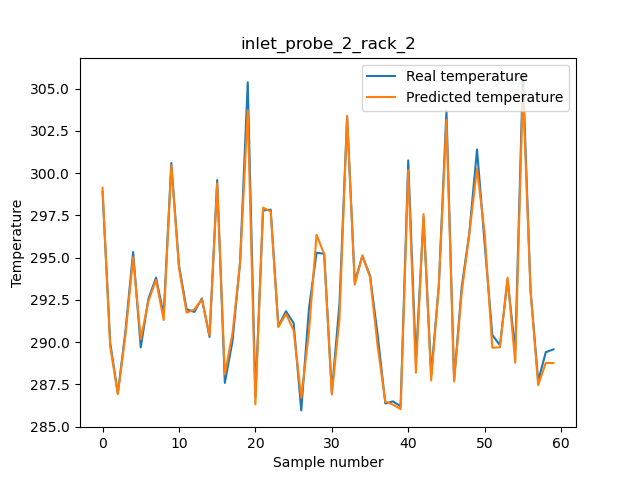 inlet_probe_2_rack_2
Real temperature
Predicted temperature
305.0
302.5
300.0
297.5
295.0
292.5
290.0
287.5
285.0
Temperature
0 10 20 30 40 50 60
Sample number